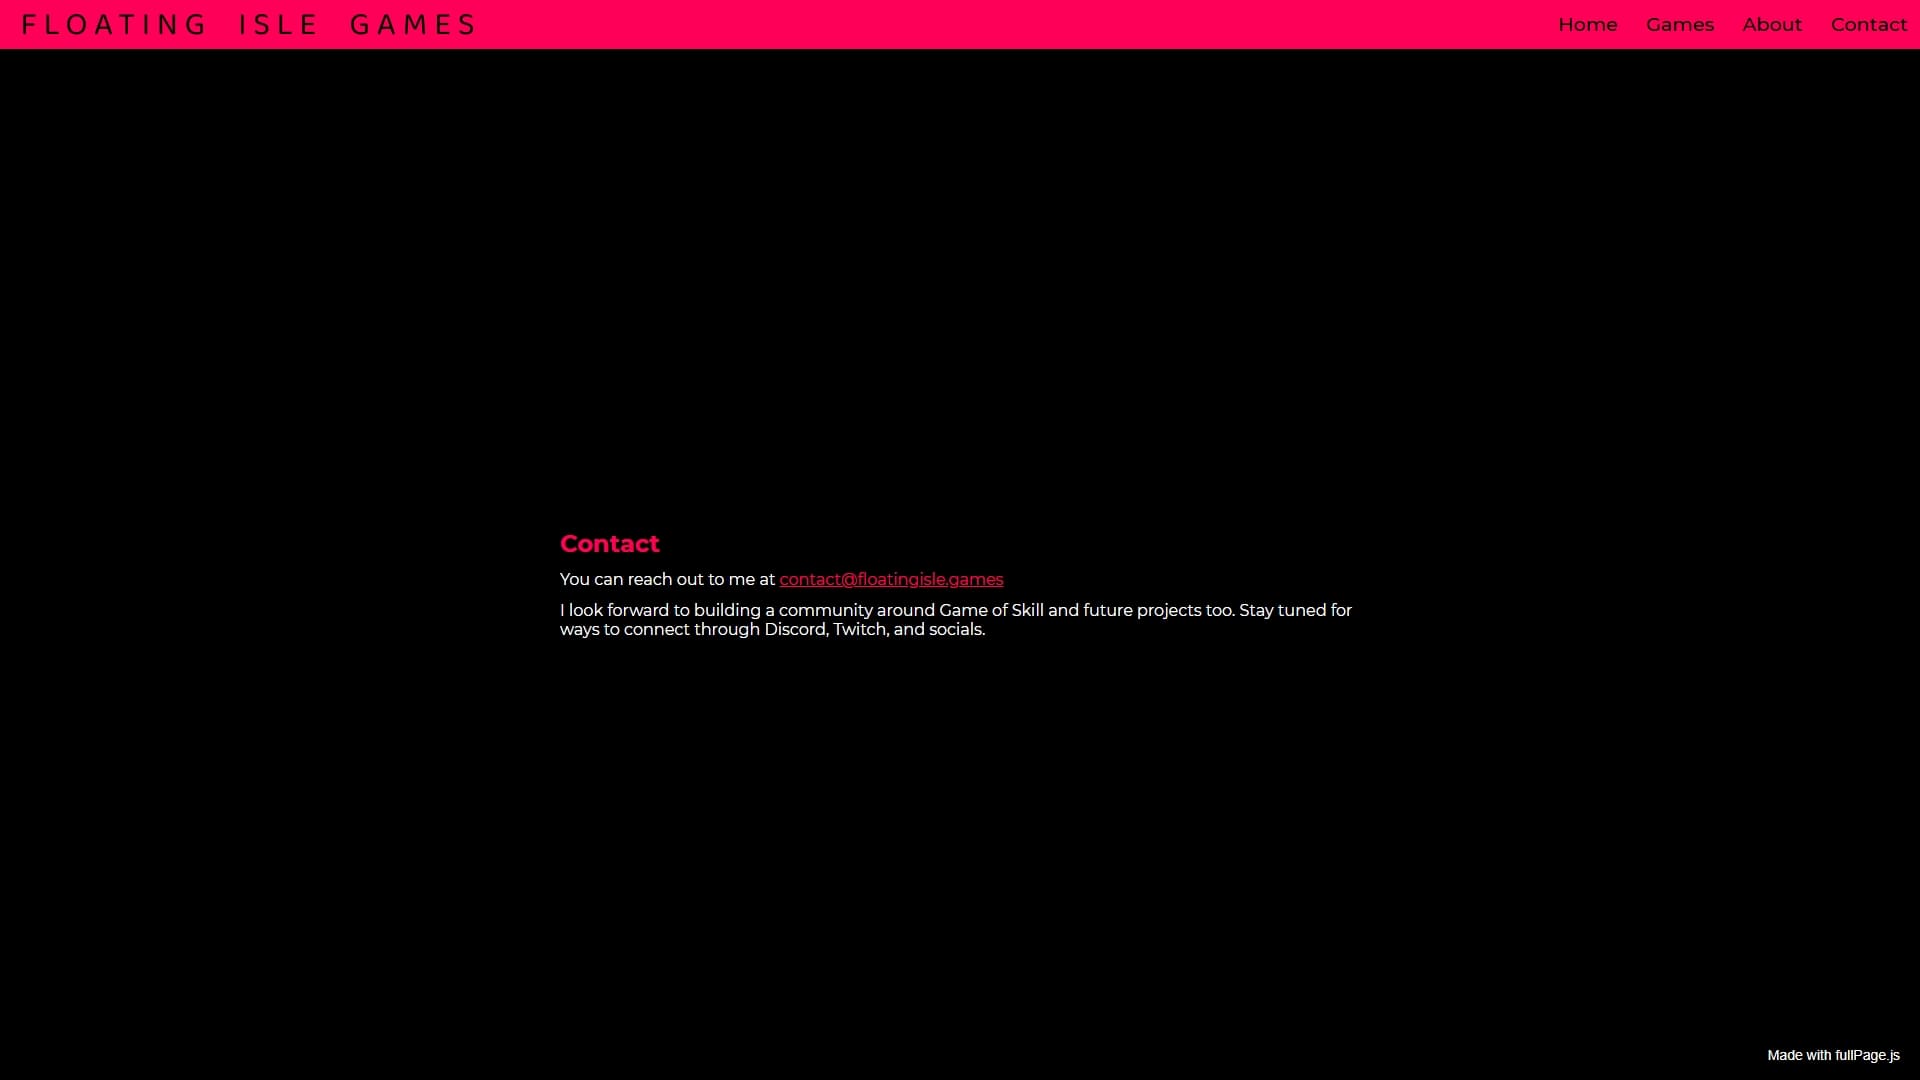 FLOATING ISLE GAMES
Home Games About Contact
Contact
You can reach out to me at contact@floatingisle.games
I look forward to building a community around Game of Skill and future projects too. Stay tuned for
ways to connect through Discord, Twitch, and socials.
Made with fullPage.js